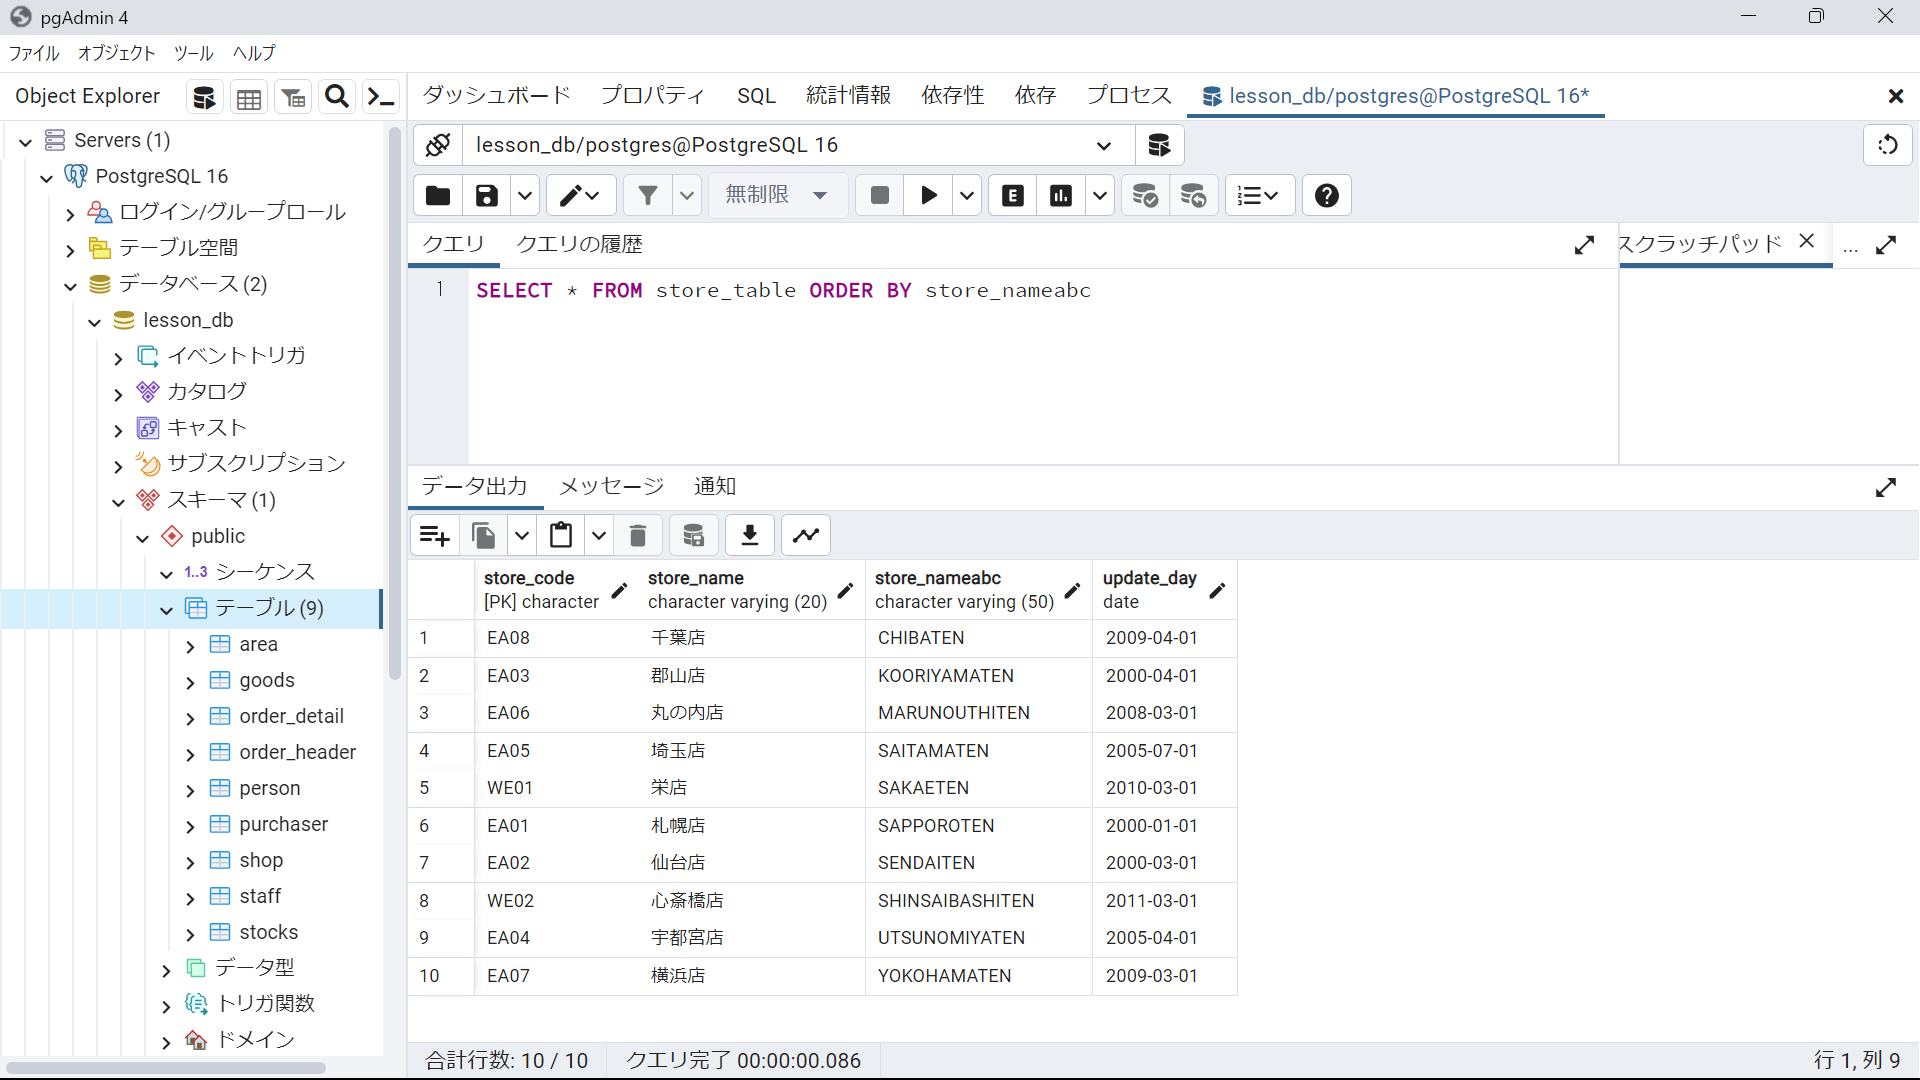 pgAdmin 4
ファイル オブジェクト ツール ヘルプ
Object Explorer
ダッシュボード プロパティ SQL 統計情報 依存性 依存 プロセス lesson_db/postgres@PostgreSQL 16*
Servers (1)
PostgreSQL 16
ログイン/グループロール
テーブル空間
データベース (2)
lesson_db
イベントトリガ
カタログ
キャスト
サブスクリプション
スキーマ (1)
public
1..3 シーケンス
テーブル (9)
area
goods
order_detail
order_header
person
purchaser
shop
staff
stocks
データ型
トリガ関数
ドメイン
lesson_db/postgres@PostgreSQL 16
無制限 E
クエリ クエリの履歴
スクラッチパッド ...
1 SELECT * FROM store_table ORDER BY store_nameabc
データ出力 メッセージ 通知
store_code store_name store_nameabc update_day
[PK] character character varying (20) character varying (50) date
1 EA08 千葉店 CHIBATEN 2009-04-01
2 EA03 郡山店 KOORIYAMATEN 2000-04-01
3 EA06 丸の内店 MARUNOUTHITEN 2008-03-01
4 EA05 埼玉店 SAITAMATEN 2005-07-01
5 WE01 栄店 SAKAETEN 2010-03-01
6 EA01 札幌店 SAPPOROTEN 2000-01-01
7 EA02 仙台店 SENDAITEN 2000-03-01
8 WE02 心斎橋店 SHINSAIBASHITEN 2011-03-01
9 EA04 宇都宮店 UTSUNOMIYATEN 2005-04-01
10 EA07 横浜店 YOKOHAMATEN 2009-03-01
合計行数: 10 / 10 クエリ完了 00:00:00.086 行 1, 列 9